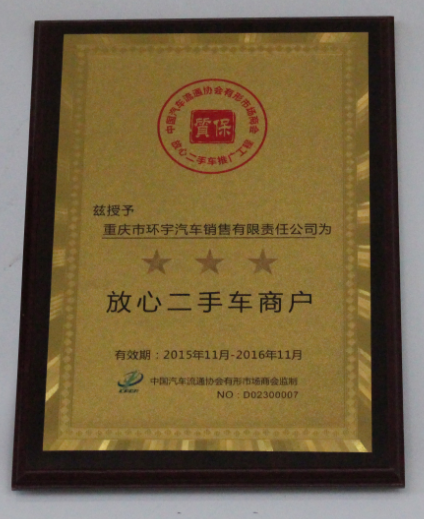 中国汽车流通协会有形市场商会
質保
放心二手车推广工程
兹授予
重庆市环宇汽车销售有限责任公司为
放心二手车商户
有效期：2015年11月-2016年11月
中国汽车流通协会有形市场商会监制
NO：D02300007